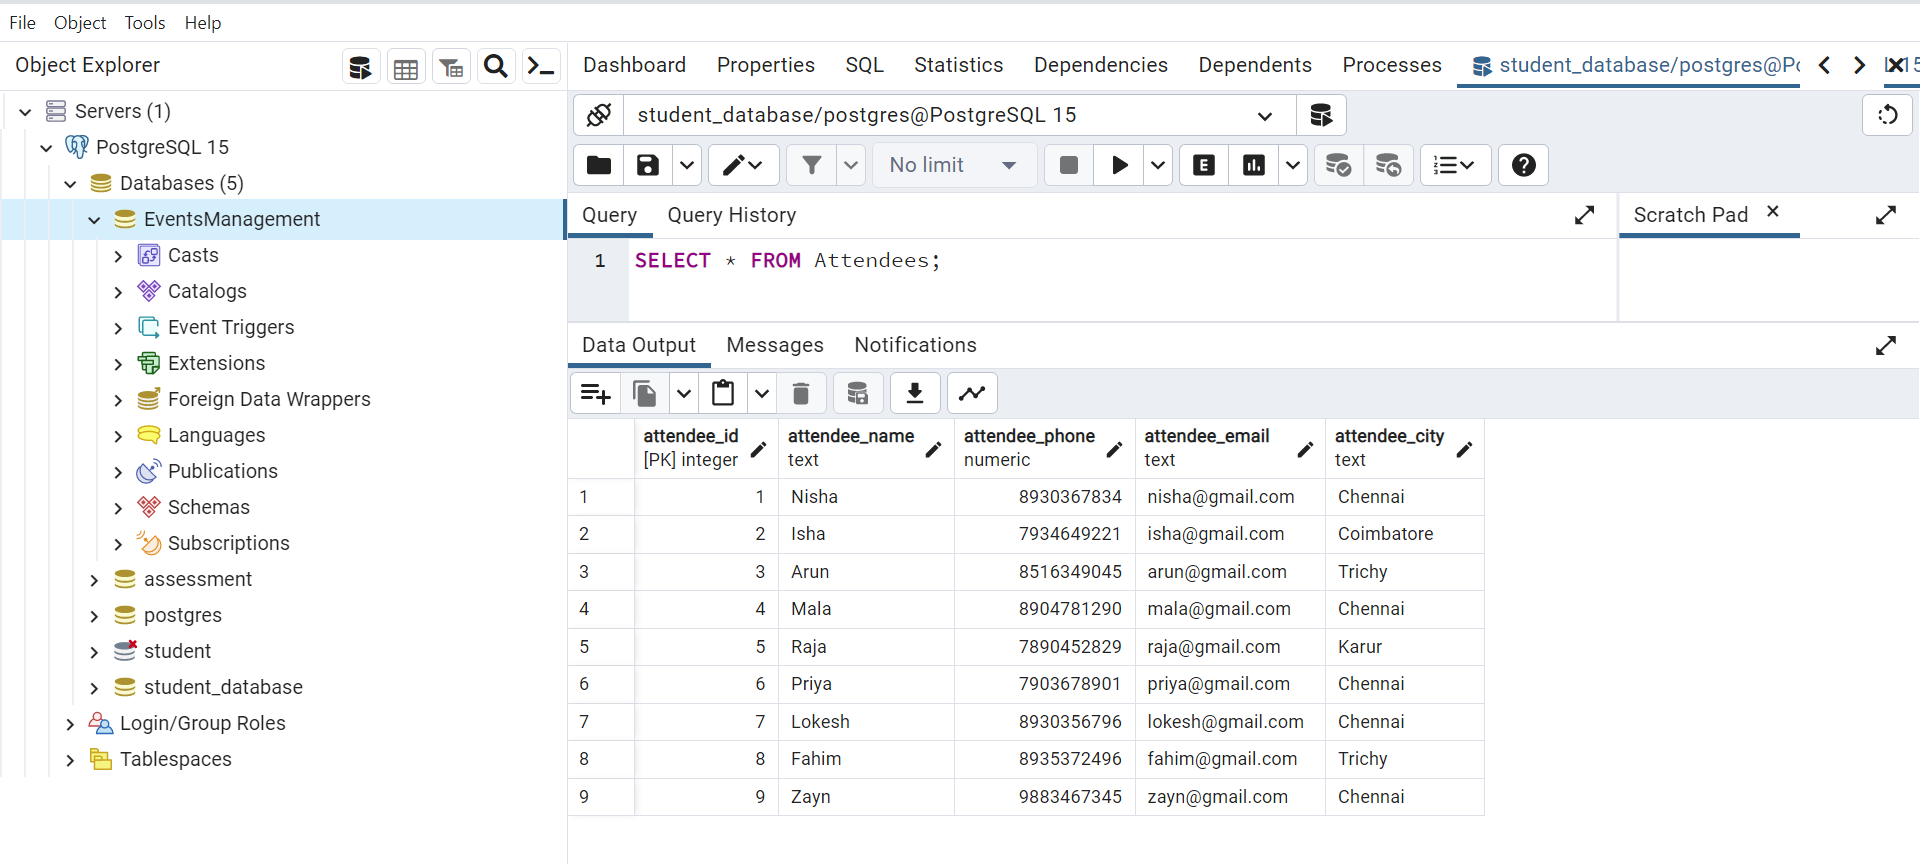 File Object Tools Help
Object Explorer
Servers (1)
PostgreSQL 15
Databases (5)
EventsManagement
Casts
Catalogs
Event Triggers
Extensions
Foreign Data Wrappers
Languages
Publications
Schemas
Subscriptions
assessment
postgres
student
student_database
Login/Group Roles
Tablespaces
Dashboard Properties SQL Statistics Dependencies Dependents Processes student_database/postgres@Pc
student_database/postgres@PostgreSQL 15
No limit
E
Query Query History
Scratch Pad
1 SELECT * FROM Attendees;
Data Output Messages Notifications
attendee_id attendee_name attendee_phone attendee_email attendee_city
[PK] integer text numeric text text
1 1 Nisha 8930367834 nisha@gmail.com Chennai
2 2 Isha 7934649221 isha@gmail.com Coimbatore
3 3 Arun 8516349045 arun@gmail.com Trichy
4 4 Mala 8904781290 mala@gmail.com Chennai
5 5 Raja 7890452829 raja@gmail.com Karur
6 6 Priya 7903678901 priya@gmail.com Chennai
7 7 Lokesh 8930356796 lokesh@gmail.com Chennai
8 8 Fahim 8935372496 fahim@gmail.com Trichy
9 9 Zayn 9883467345 zayn@gmail.com Chennai